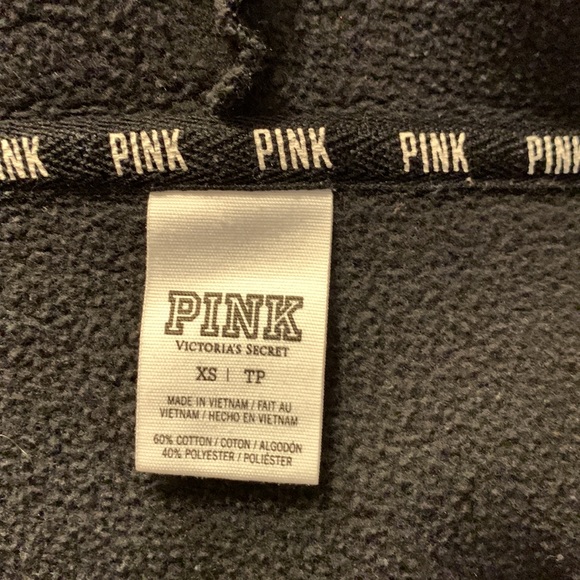 PINK PINK PINK PINK PINK
PINK
VICTORIA'S SECRET
XS | TP
MADE IN VIETNAM / FAIT AU
VIETNAM / HECHO EN VIETNAM
60% COTTON / COTON / ALGODÓN
40% POLYESTER / POLIÉSTER